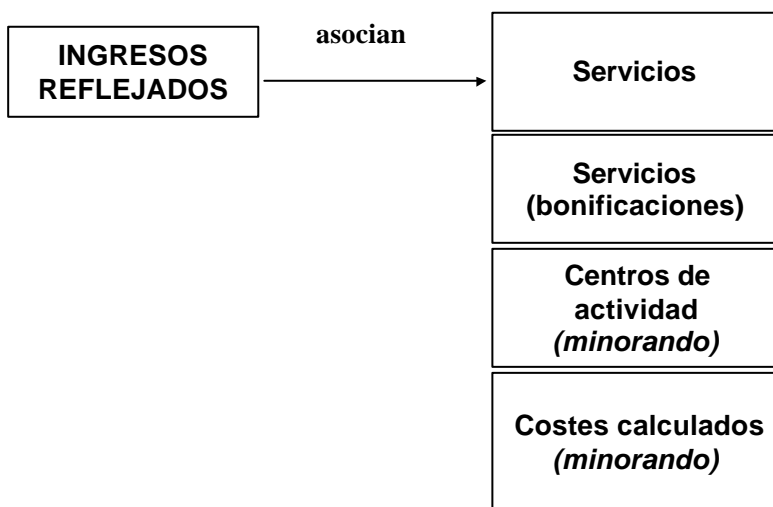 INGRESOS
REFLEJADOS
asocian
Servicios
Servicios
(bonificaciones)
Centros de
actividad
(minorando)
Costes calculados
(minorando)